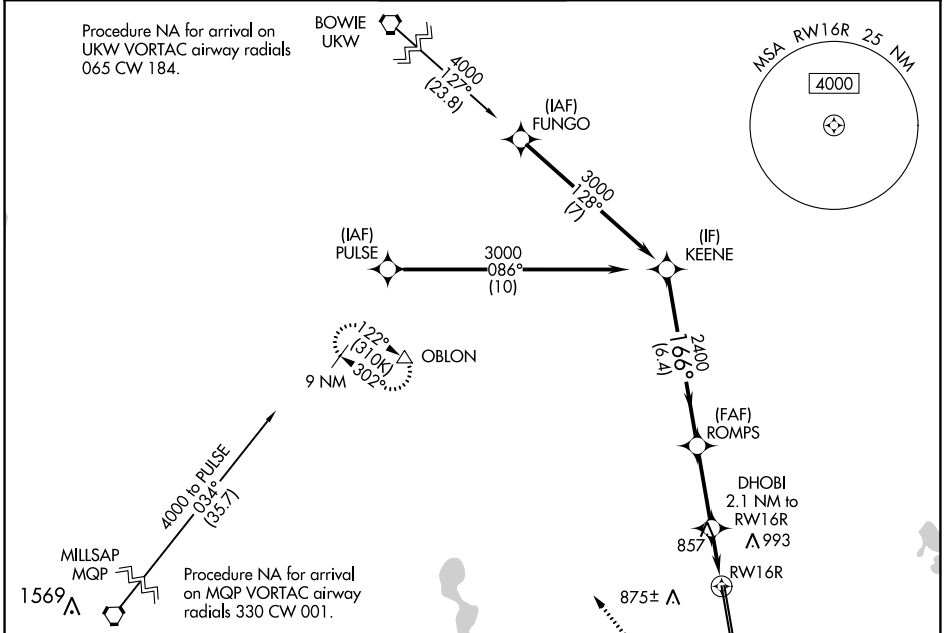 Procedure NA for arrival on
UKW VORTAC airway radials
065 CW 184.
BOWIE
UKW
4000
127°
(23.8)
MSA RW16R 25 NM
4000
(IAF)
FUNGO
3000
128°
(7)
(IAF)
PULSE
3000
086°
(10)
(IF)
KEENE
122°
(310K)
302°
9 NM
OBLON
2400
166°
(6.4)
(FAF)
ROMPS
4000 to PULSE
034°
(35.7)
DHOBI
2.1 NM to
RW16R
857
993
MILLSAP
MQP
1569
Procedure NA for arrival
on MQP VORTAC airway
radials 330 CW 001.
875±
RW16R